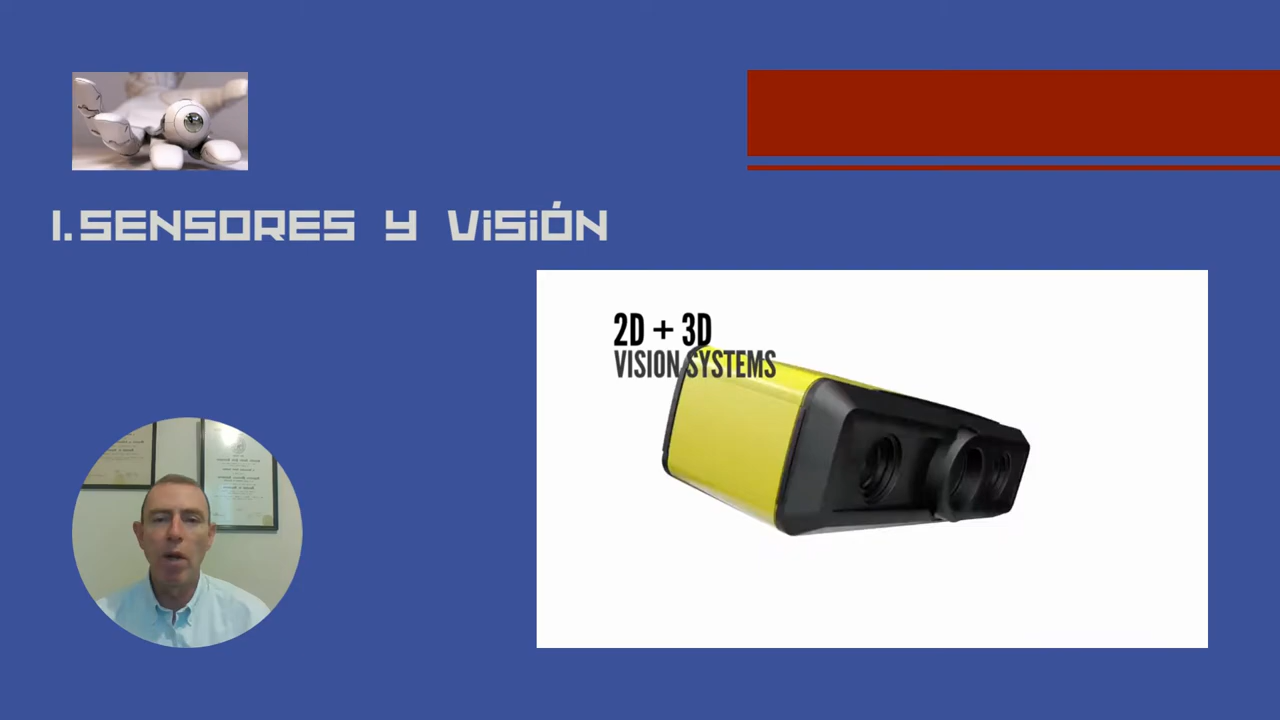 1. SENSORES Y VISIÓN
2D + 3D
VISION SYSTEMS